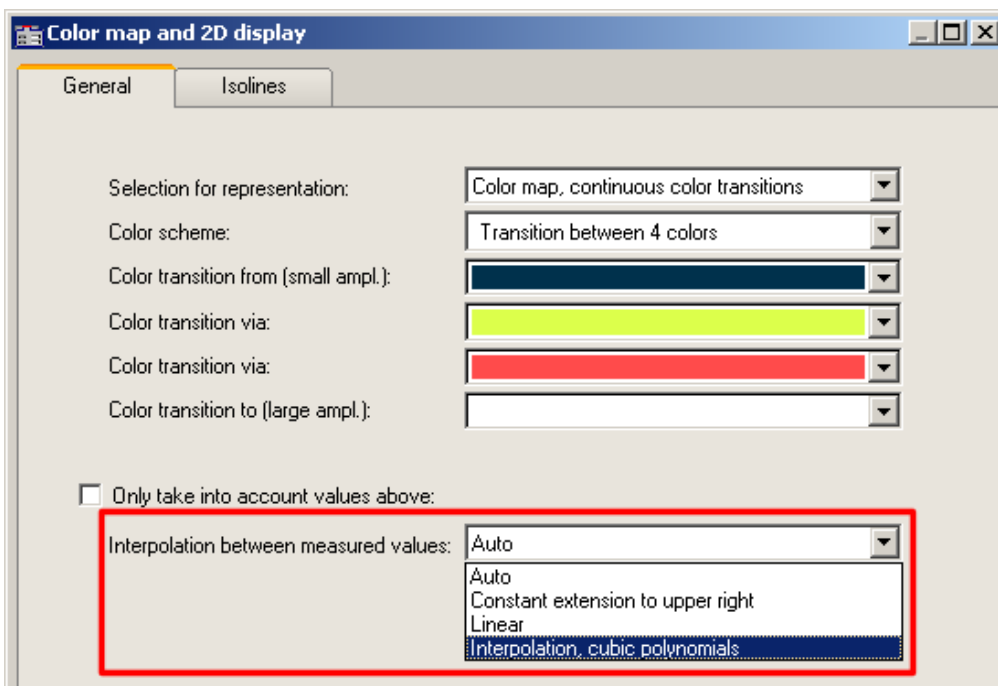 Color map and 2D display
General Isolines
Selection for representation: Color map, continuous color transitions
Color scheme: Transition between 4 colors
Color transition from (small ampl.):
Color transition via:
Color transition via:
Color transition to (large ampl.):
Only take into account values above:
Interpolation between measured values: Auto
Auto
Constant extension to upper right
Linear
Interpolation, cubic polynomials